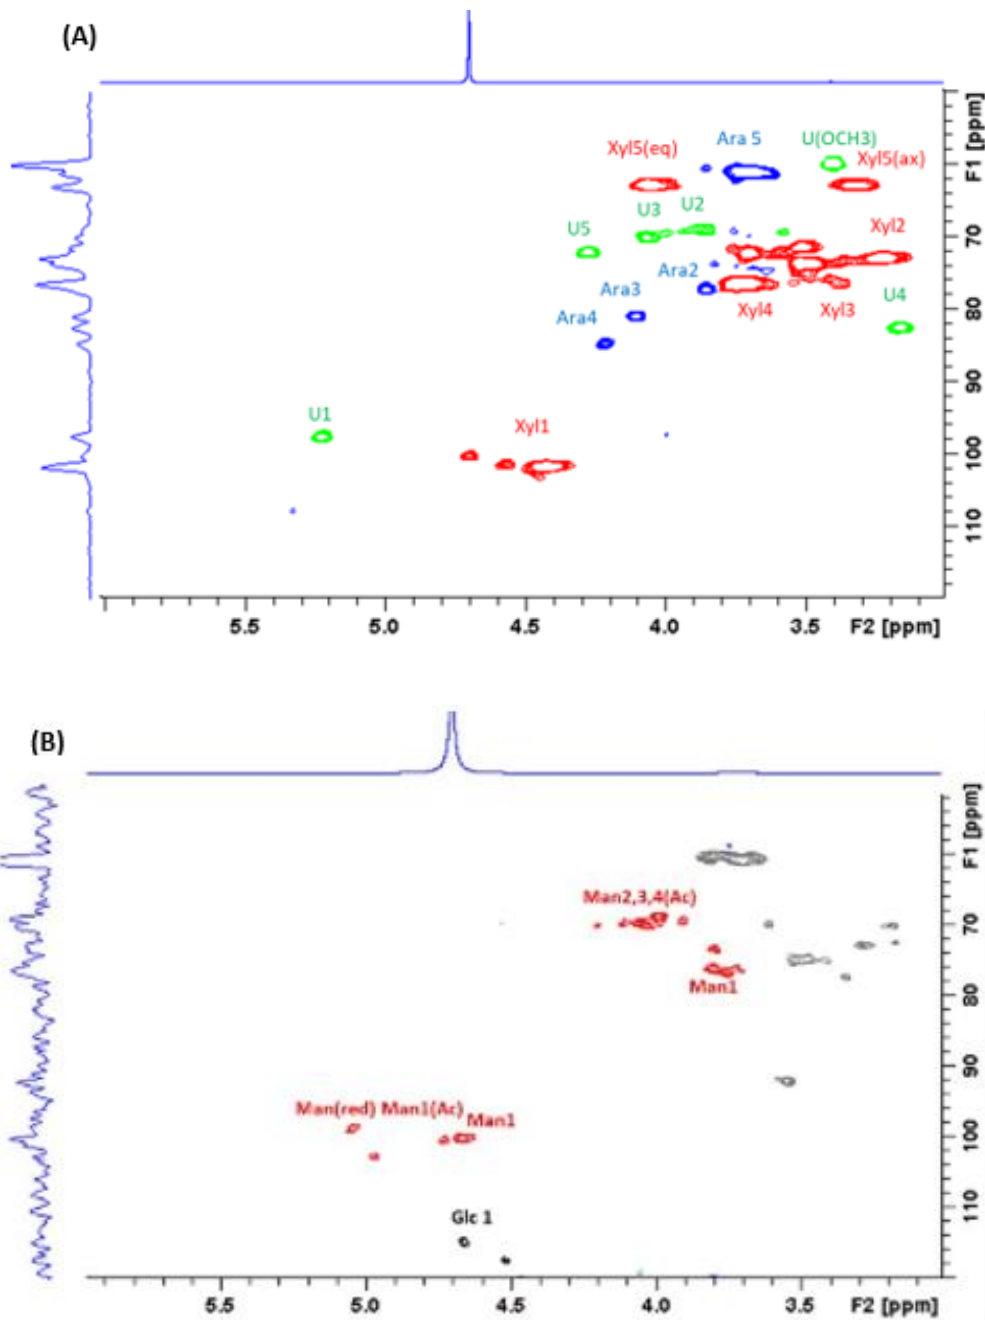 (A)
Xyl5(eq)
Ara 5
U(OCH3)
Xyl5(ax)
U5
U3
U2
Xyl2
Ara2
Ara3
Ara4
Xyl4
Xyl3
U4
U1
Xyl1
F1 [ppm]
70
80
90
100
110
5.5
5.0
4.5
4.0
3.5
F2 [ppm]
(B)
Man2,3,4(Ac)
Man1
Man(red) Man1(Ac)
Man1
Glc 1
F1 [ppm]
70
80
90
100
110
5.5
5.0
4.5
4.0
3.5
F2 [ppm]